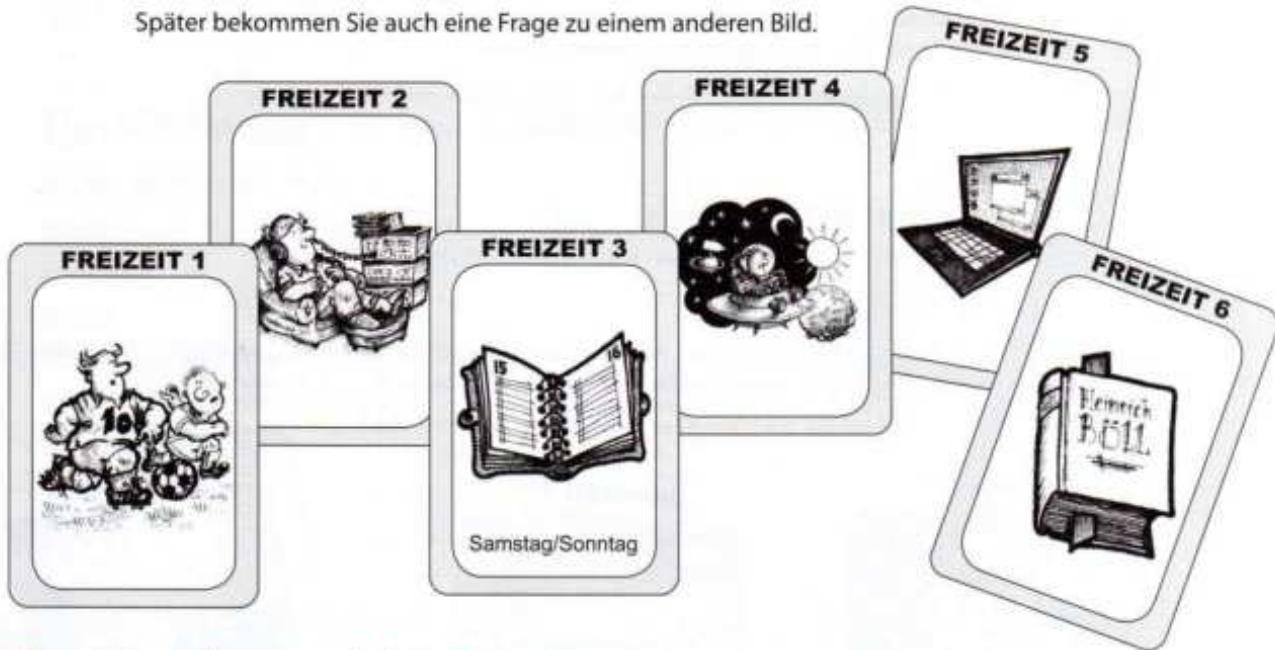 Später bekommen Sie auch eine Frage zu einem anderen Bild.
FREIZEIT 1
10
FREIZEIT 2
FREIZEIT 3
15 16
Samstag/Sonntag
FREIZEIT 4
FREIZEIT 5
FREIZEIT 6
Heinrich
BÖLL